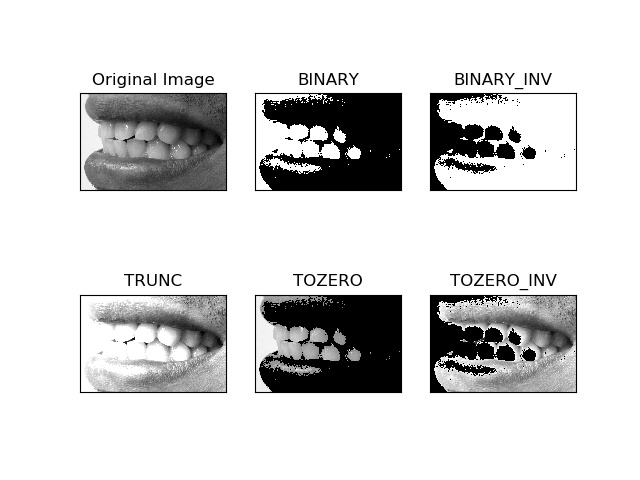 Original Image
BINARY
BINARY_INV
TRUNC
TOZERO
TOZERO_INV